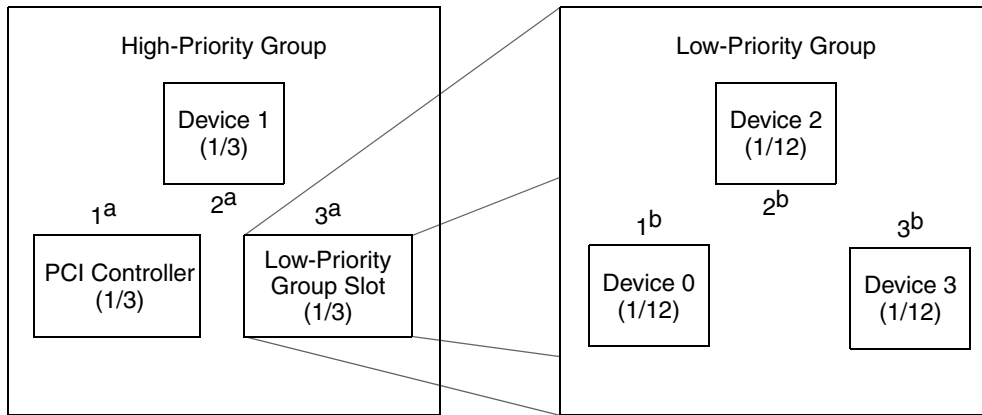 High-Priority Group
Device 1
(1/3)
2a
1a
3a
PCI Controller
(1/3)
Low-Priority
Group Slot
(1/3)
Low-Priority Group
Device 2
(1/12)
2b
1b
3b
Device 0
(1/12)
Device 3
(1/12)